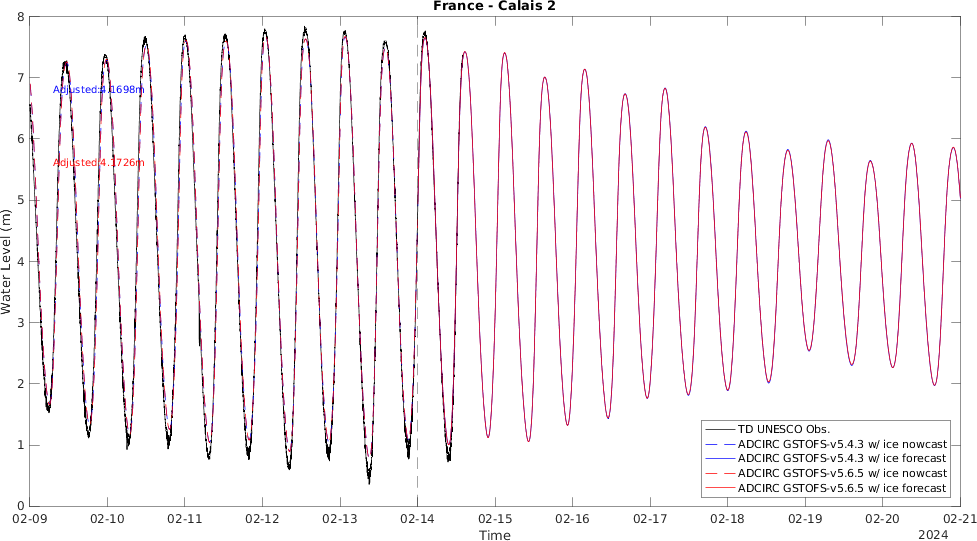 France - Calais 2
8
7
6
5
4
3
2
1
0
Water Level (m)
Adjusted:4.1698m
Adjusted:4.1726m
TD UNESCO Obs.
ADCIRC GSTOFS-v5.4.3 w/ ice nowcast
ADCIRC GSTOFS-v5.4.3 w/ ice forecast
ADCIRC GSTOFS-v5.6.5 w/ ice nowcast
ADCIRC GSTOFS-v5.6.5 w/ ice forecast
02-09 02-10 02-11 02-12 02-13 02-14 02-15 02-16 02-17 02-18 02-19 02-20 02-21
Time
2024